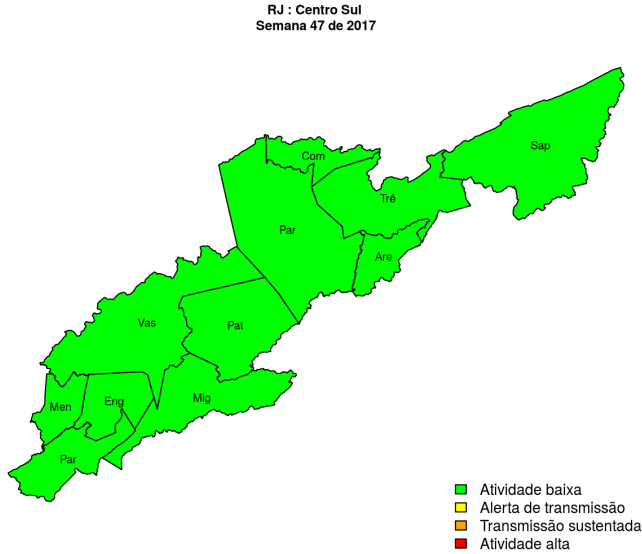 RJ : Centro Sul
Semana 47 de 2017
Sap
Com
Trê
Par
Are
Vas
Pat
Men
Eng
Mig
Par
Atividade baixa
Alerta de transmissão
Transmissão sustentada
Atividade alta